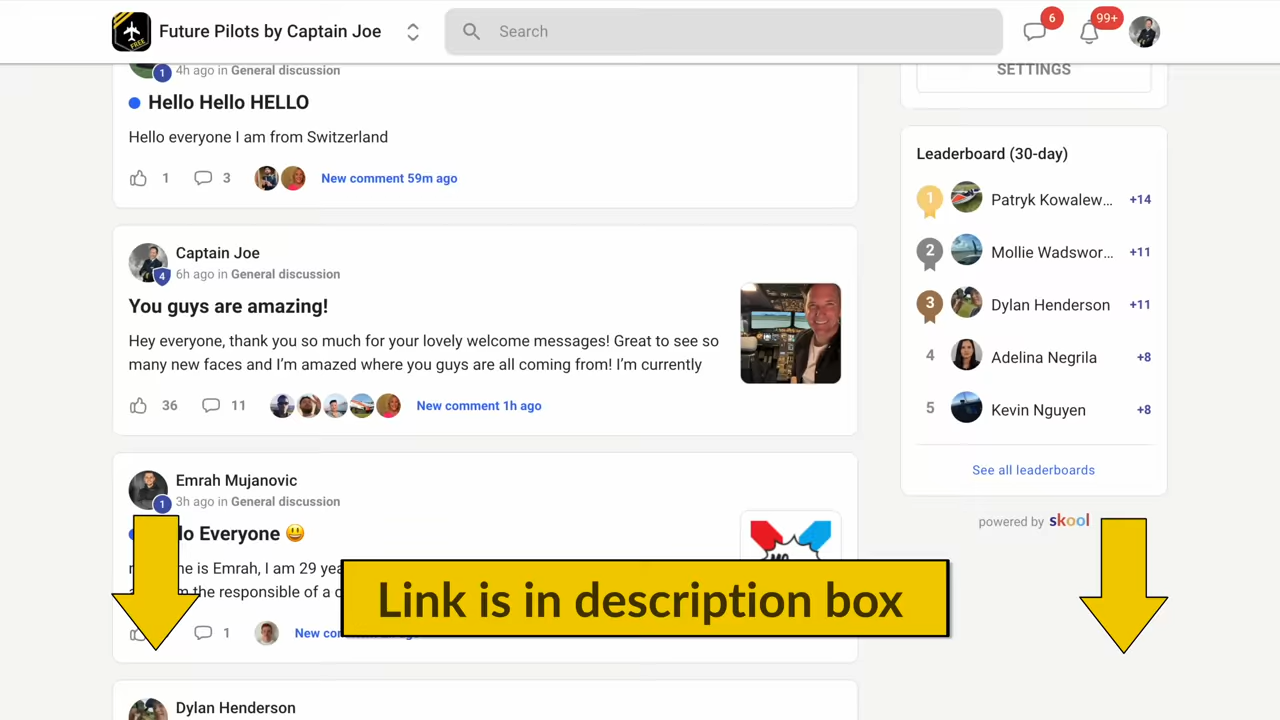 FREE
Future Pilots by Captain Joe
Search
6
99+
1
4h ago in General discussion
Hello Hello HELLO
Hello everyone I am from Switzerland
1
3
New comment 59m ago
Captain Joe
4
6h ago in General discussion
You guys are amazing!
Hey everyone, thank you so much for your lovely welcome messages! Great to see so
many new faces and I'm amazed where you guys are all coming from! I'm currently
36
11
New comment 1h ago
Emrah Mujanovic
1
3h ago in General discussion
lo Everyone 😃
ne is Emrah, I am 29 yea
the responsible of a
1
New
Dylan Henderson
SETTINGS
Leaderboard (30-day)
1 Patryk Kowalew... +14
2 Mollie Wadswor... +11
3 Dylan Henderson +11
4 Adelina Negrila +8
5 Kevin Nguyen +8
See all leaderboards
powered by skool
Link is in description box